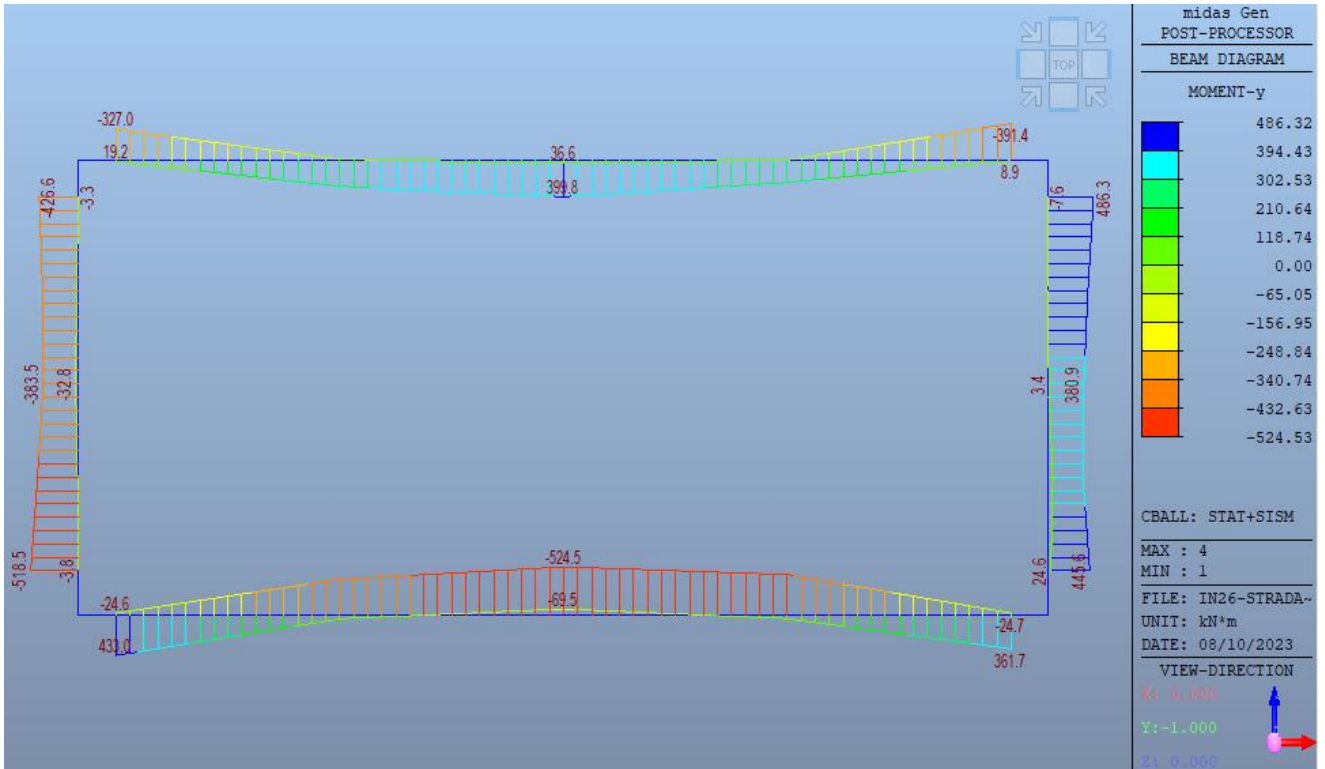 midas Gen
POST-PROCESSOR
BEAM DIAGRAM
MOMENT-y
486.32
394.43
302.53
210.64
118.74
0.00
-65.05
-156.95
-248.84
-340.74
-432.63
-524.53
CBALL: STAT+SISM
MAX : 4
MIN : 1
FILE: IN26-STRADA~
UNIT: kN*m
DATE: 08/10/2023
VIEW-DIRECTION
X: 0.000
Y:-1.000
Z: 0.000
TOP
-327.0
19.2
36.6
399.8
-391.4
8.9
-426.6
-3.3
-7.6
486.3
-383.5
-32.8
3.4
380.9
-518.5
-3.8
24.6
445.6
-524.5
-69.5
-24.6
433.0
-24.7
361.7